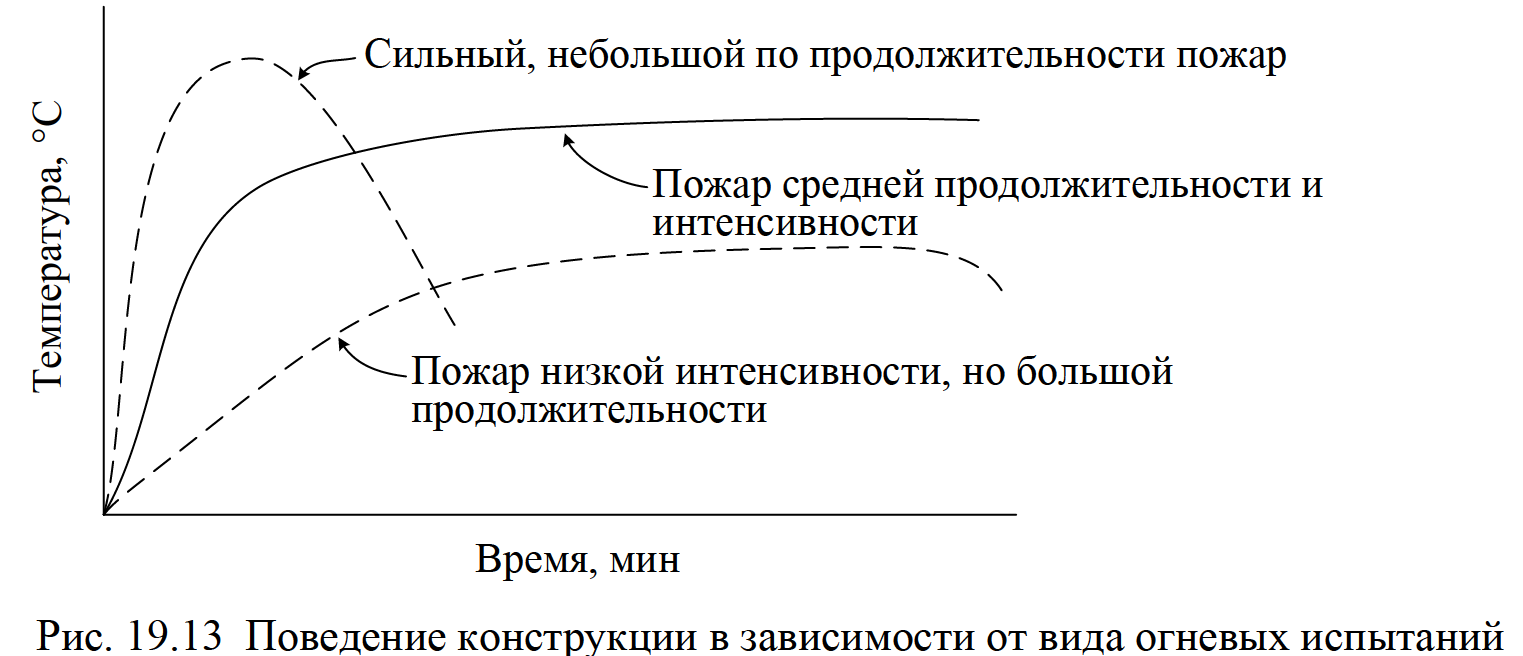 Сильный, небольшой по продолжительности пожар
Температура, °С
Пожар средней продолжительности и
интенсивности
Пожар низкой интенсивности, но большой
продолжительности
Время, мин
Рис. 19.13 Поведение конструкции в зависимости от вида огневых испытаний